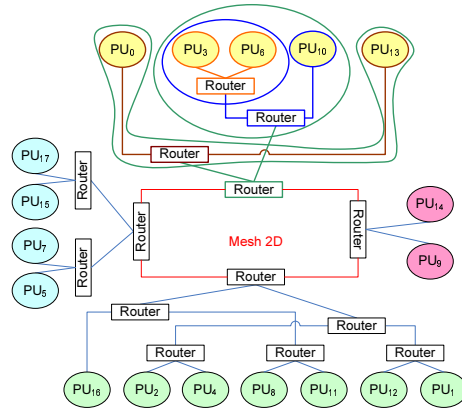 PU0 PU3 PU6 PU10 PU13
Router
Router
Router
PU17
Router
PU15
Router
PU14
Router
Router
Mesh 2D
PU7
Router
PU9
PU5
Router
Router
Router
Router Router Router
PU16 PU2 PU4 PU8 PU11 PU12 PU1